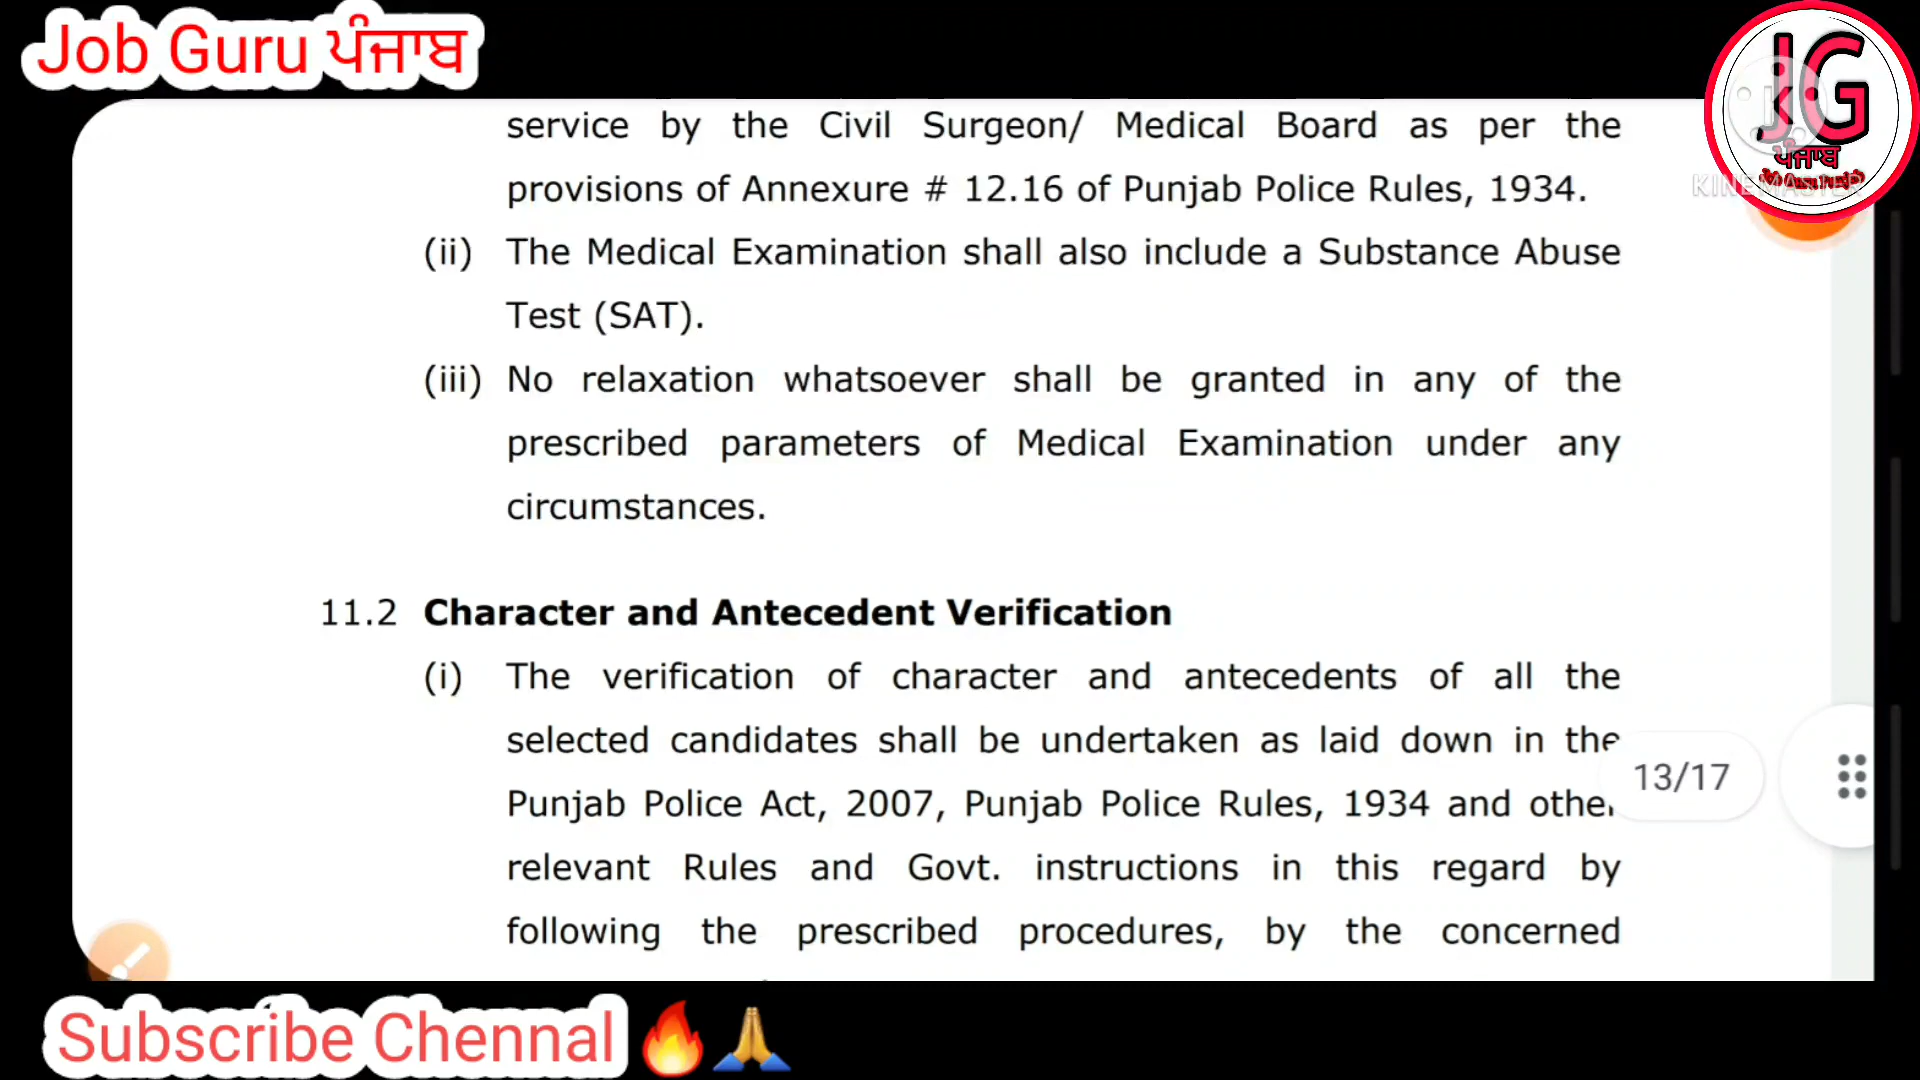 Job Guru ਪੰਜਾਬ
JG
ਪੰਜਾਬ
KINEMASTER
service by the Civil Surgeon/ Medical Board as per the
provisions of Annexure # 12.16 of Punjab Police Rules, 1934.
(ii) The Medical Examination shall also include a Substance Abuse
Test (SAT).
(iii) No relaxation whatsoever shall be granted in any of the
prescribed parameters of Medical Examination under any
circumstances.
11.2 Character and Antecedent Verification
(i) The verification of character and antecedents of all the
selected candidates shall be undertaken as laid down in the
Punjab Police Act, 2007, Punjab Police Rules, 1934 and other
relevant Rules and Govt. instructions in this regard by
following the prescribed procedures, by the concerned
13/17
Subscribe Chennal 🔥🙏